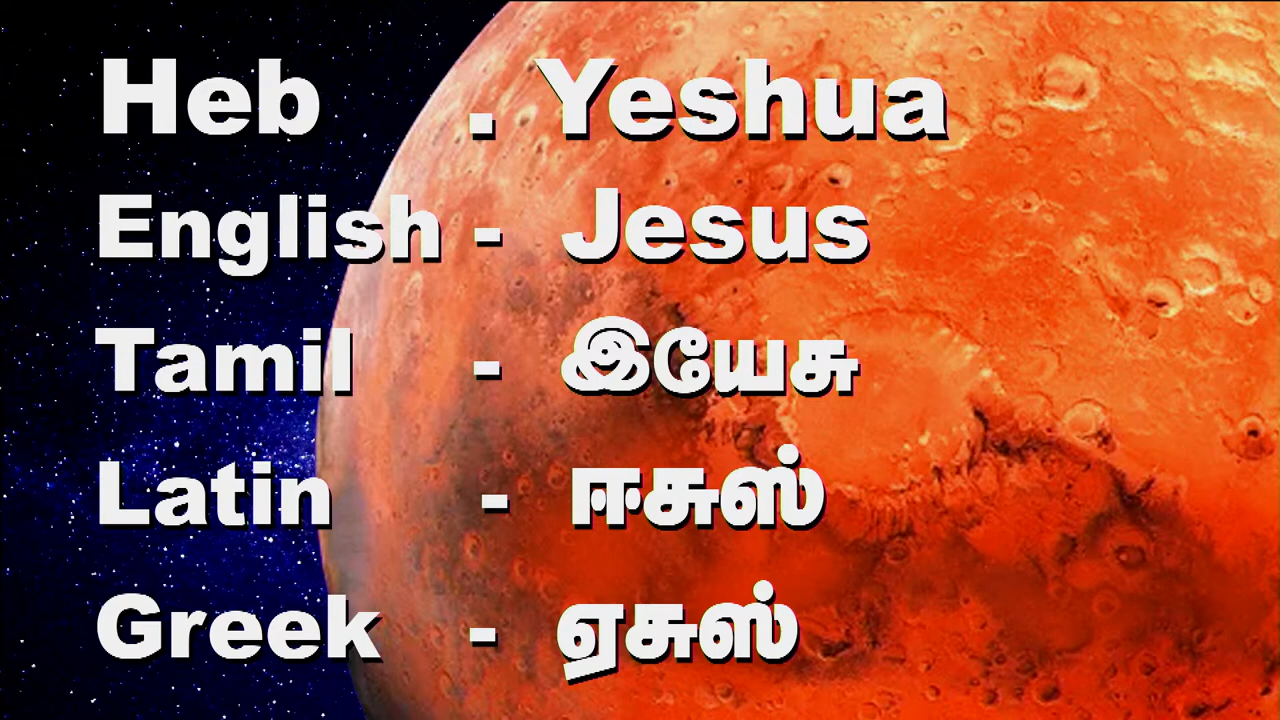 Heb . Yeshua
English - Jesus
Tamil - இயேசு
Latin - ஈசுஸ்
Greek - ஏசுஸ்